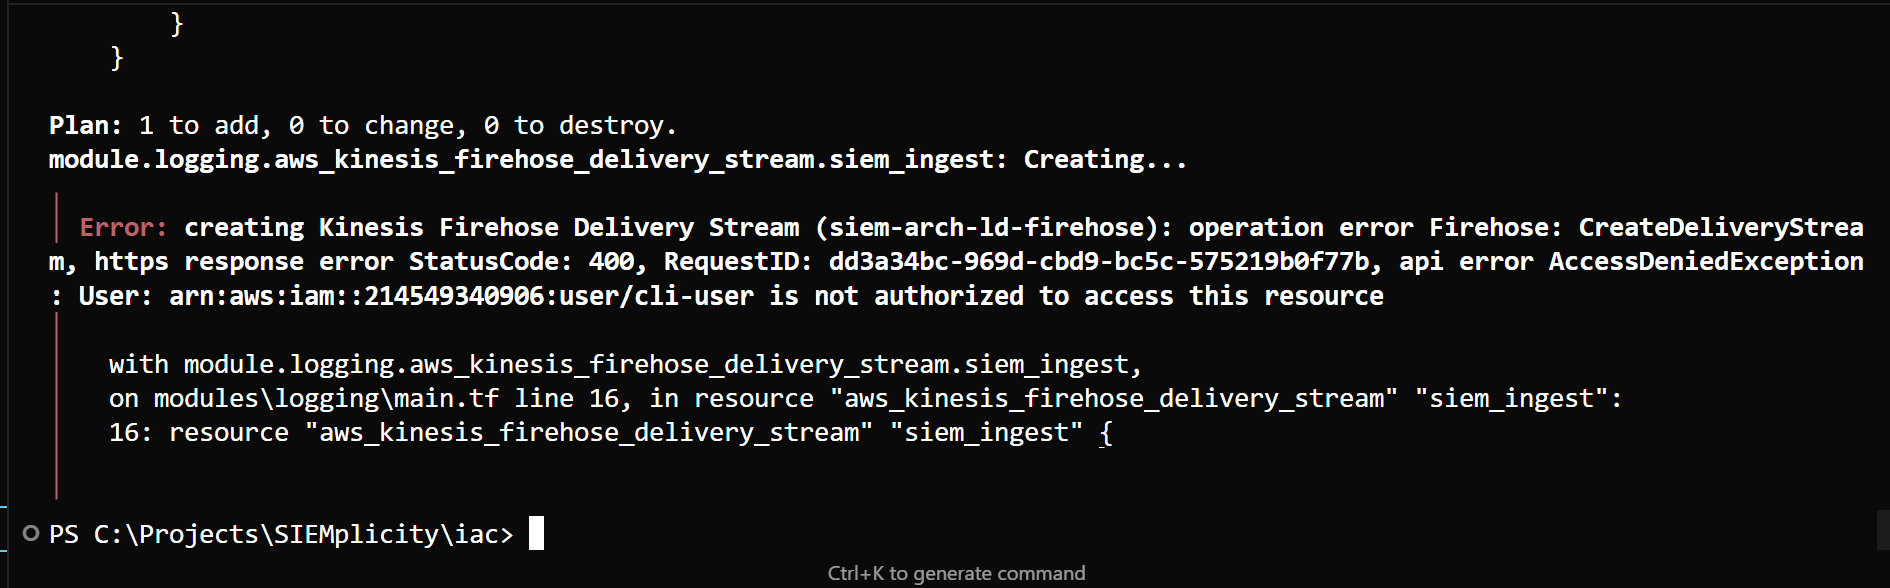 }
}
Plan: 1 to add, 0 to change, 0 to destroy.
module.logging.aws_kinesis_firehose_delivery_stream.siem_ingest: Creating...
Error: creating Kinesis Firehose Delivery Stream (siem-arch-ld-firehose): operation error Firehose: CreateDeliveryStrea
m, https response error StatusCode: 400, RequestID: dd3a34bc-969d-cbd9-bc5c-575219b0f77b, api error AccessDeniedException
: User: arn:aws:iam::214549340906:user/cli-user is not authorized to access this resource
with module.logging.aws_kinesis_firehose_delivery_stream.siem_ingest,
on modules\logging\main.tf line 16, in resource "aws_kinesis_firehose_delivery_stream" "siem_ingest":
16: resource "aws_kinesis_firehose_delivery_stream" "siem_ingest" {
PS C:\Projects\SIEMplicity\iac>
Ctrl+K to generate command